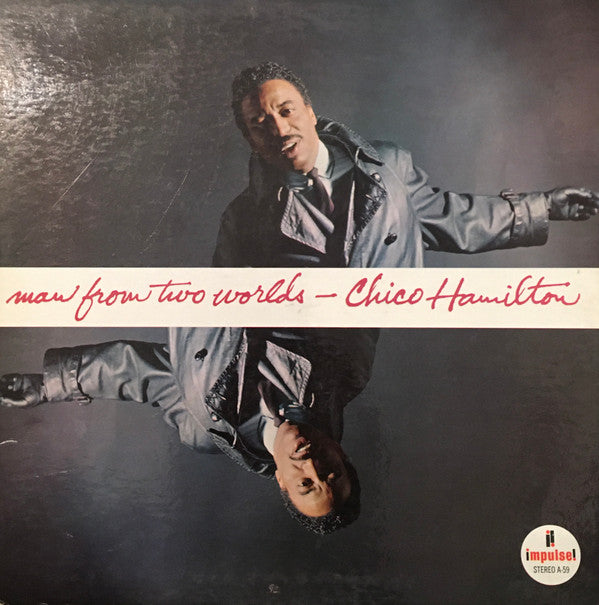 man from two worlds — Chico Hamilton
impulse!
STEREO A-59